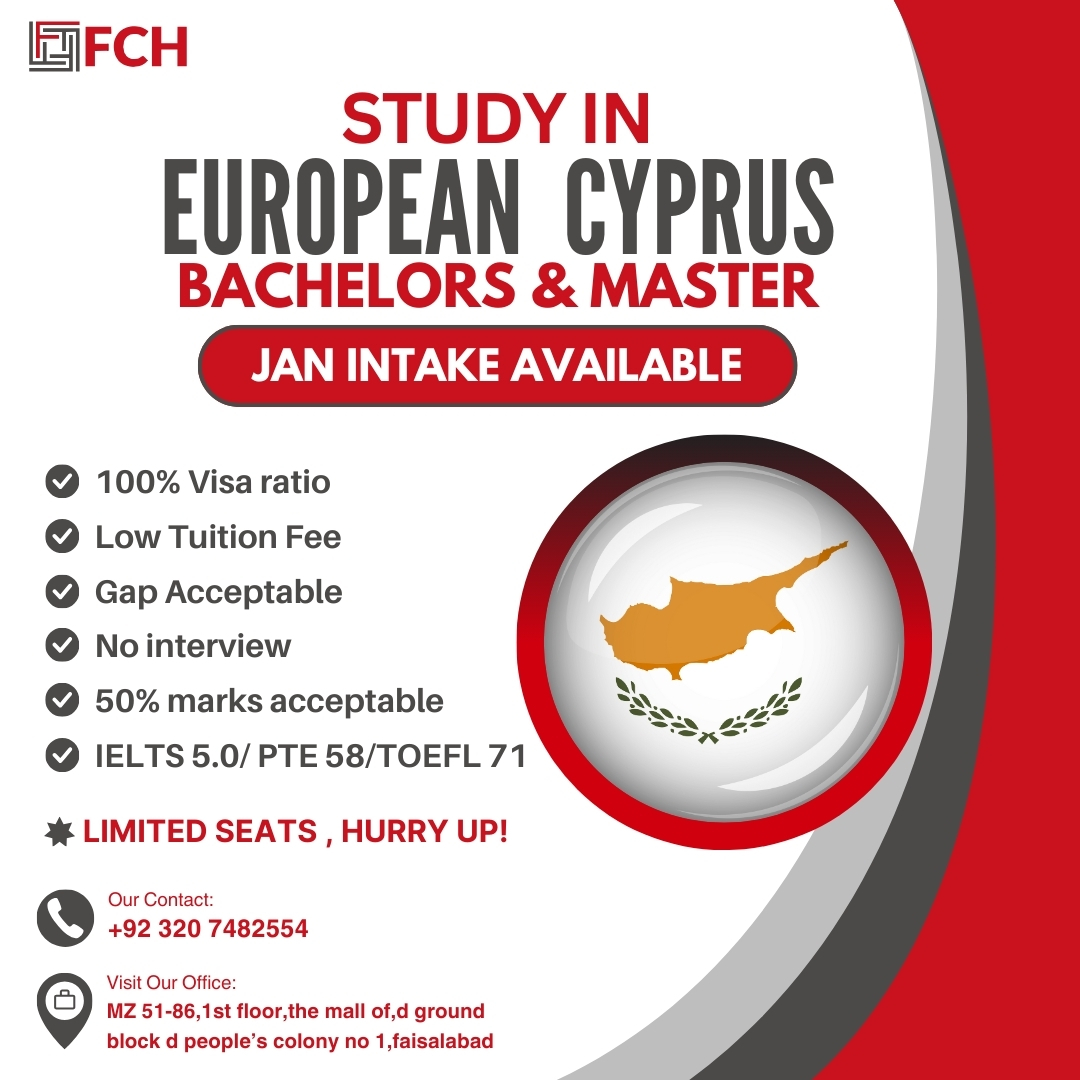 FCH
STUDY IN
EUROPEAN CYPRUS
BACHELORS & MASTER
JAN INTAKE AVAILABLE
100% Visa ratio
Low Tuition Fee
Gap Acceptable
No interview
50% marks acceptable
IELTS 5.0/ PTE 58/TOEFL 71
LIMITED SEATS , HURRY UP!
Our Contact:
+92 320 7482554
Visit Our Office:
MZ 51-86,1st floor,the mall of,d ground
block d people’s colony no 1,faisalabad